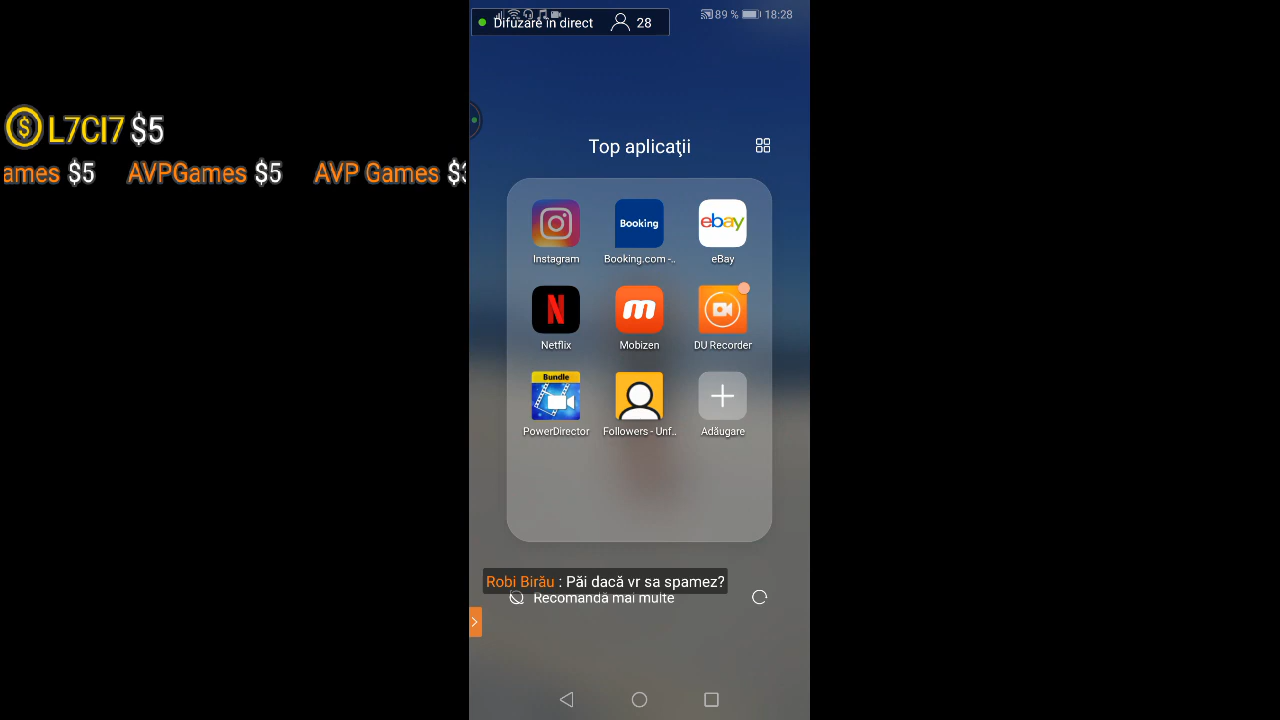 Difuzare în direct 28
89 % 18:28
L7CI7 $5
ames $5 AVPGames $5 AVP Games $3
Top aplicaţii
Booking
ebay
Instagram
Booking.com -..
eBay
N
m
Netflix
Mobizen
DU Recorder
Bundle
PowerDirector
Followers - Unf..
Adăugare
Robi Birău : Păi dacă vr sa spamez?
Recomandă mai multe